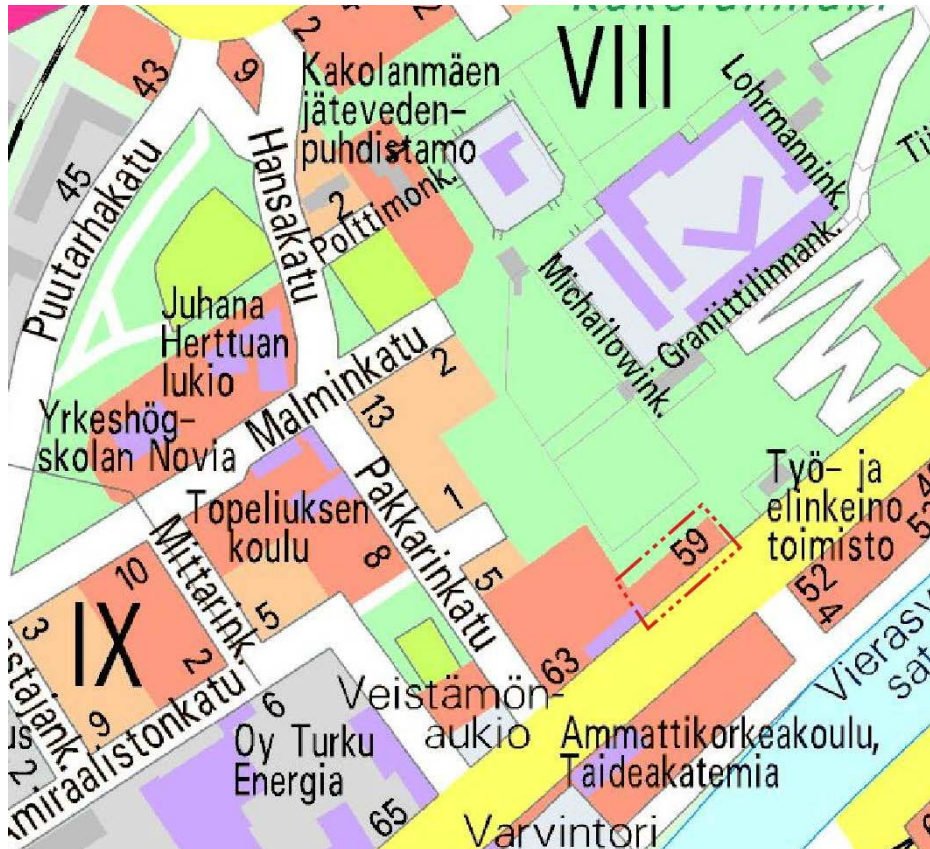 Kakolanmäki
VIII
2
2
43
9
Kakolanmäen
jäteveden-
puhdistamo
Lohrmannink.
Hansakatu
45
2
Polttimonk.
Puutarhakatu
Juhana
Herttuan
lukio
Michailowink.
Graniittilinnank.
Malminkatu
2
13
Yrkeshög-
skolan Novia
Pakkarinkatu
1
Topeliuksen
koulu
8
Työ- ja
elinkeino
toimisto
59
52
4
Mittarink.
10
5
5
3
IX
2
9
63
Amiraalistonkatu
6
Veistämön-
aukio
Oy Turku
Energia
65
Ammattikorkeakoulu,
Taideakatemia
Varvintori